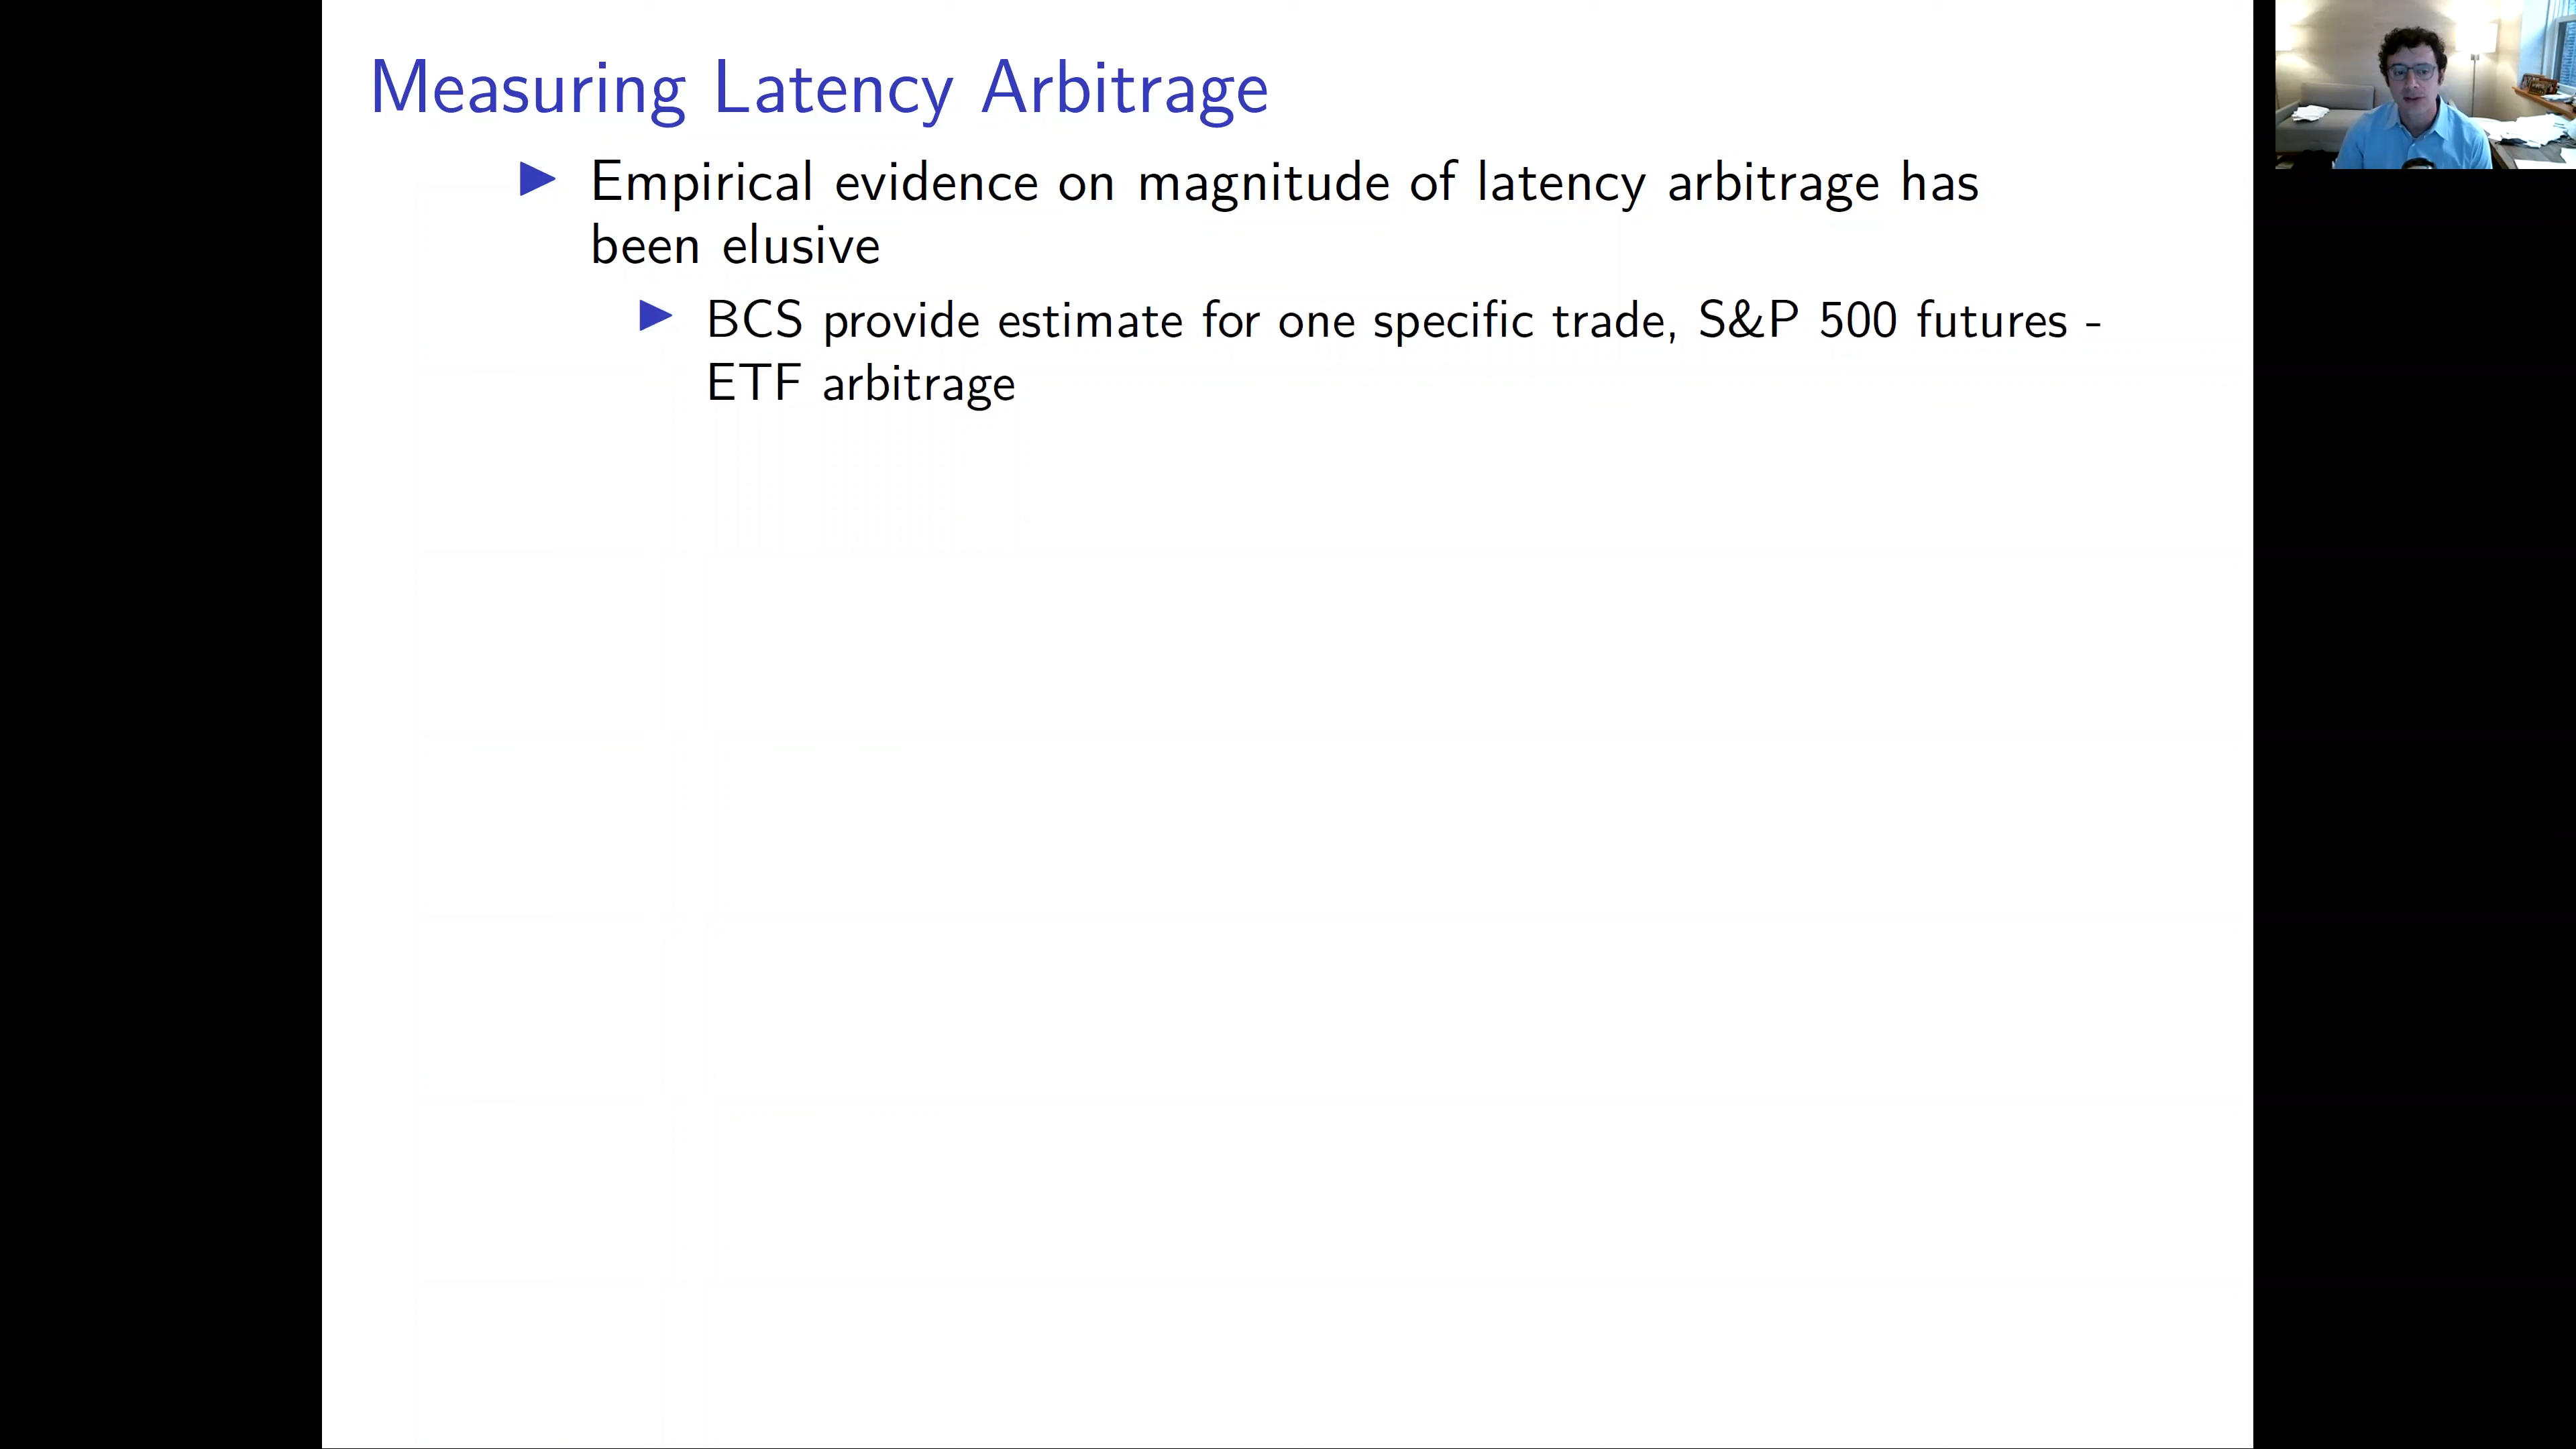 Measuring Latency Arbitrage
Empirical evidence on magnitude of latency arbitrage has
been elusive
BCS provide estimate for one specific trade, S&P 500 futures -
ETF arbitrage